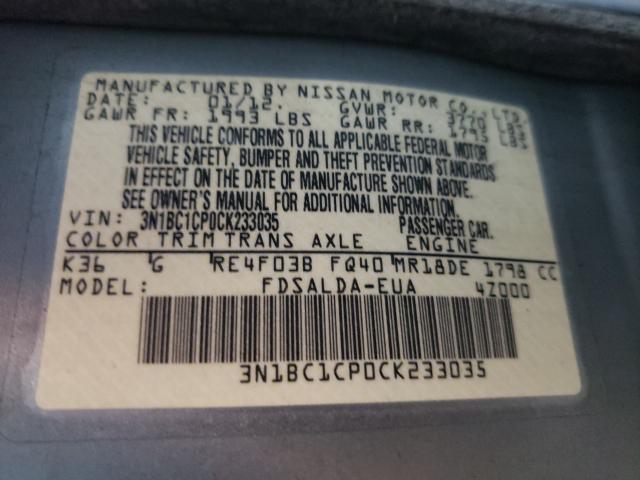 MANUFACTURED BY NISSAN MOTOR CO., LTD.
DATE: 01/12. GVWR: 3770 LBS
GAWR FR: 1993 LBS GAWR RR: 1795 LBS
THIS VEHICLE CONFORMS TO ALL APPLICABLE FEDERAL MOTOR
VEHICLE SAFETY, BUMPER AND THEFT PREVENTION STANDARDS
IN EFFECT ON THE DATE OF MANUFACTURE SHOWN ABOVE.
SEE OWNER'S MANUAL FOR ADDITIONAL INFORMATION.
VIN: 3N1BC1CP0CK233035 PASSENGER CAR.
COLOR TRIM TRANS AXLE ENGINE
K36 G RE4F03B FQ40 MR18DE 1798 CC
MODEL: FDSALDA-EUA 4Z000
3N1BC1CP0CK233035